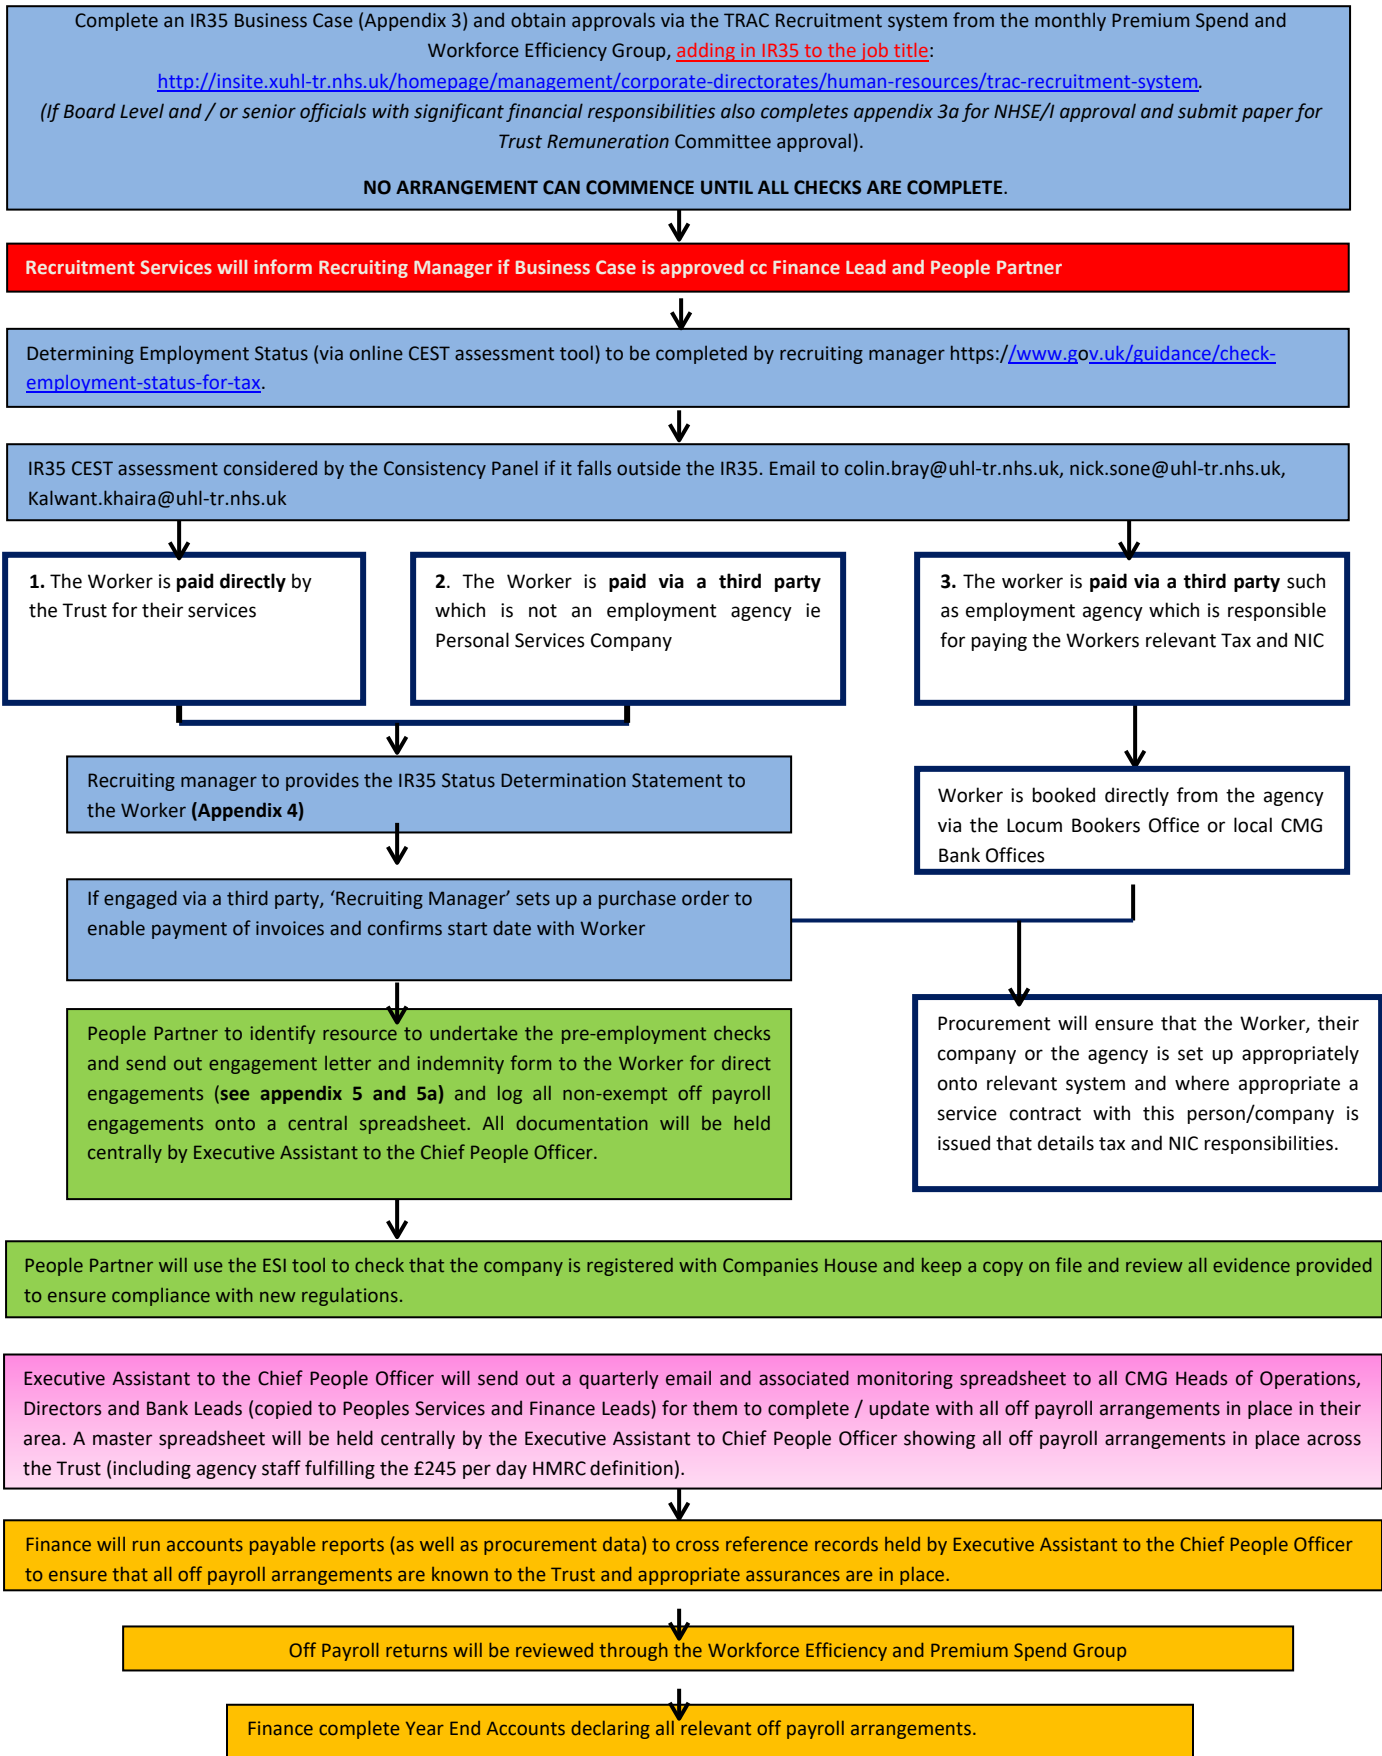 Complete an IR35 Business Case (Appendix 3) and obtain approvals via the TRAC Recruitment system from the monthly Premium Spend and
Workforce Efficiency Group, adding in IR35 to the job title:
http://insite.xuhl-tr.nhs.uk/homepage/management/corporate-directorates/human-resources/trac-recruitment-system.
(If Board Level and / or senior officials with significant financial responsibilities also completes appendix 3a for NHSE/I approval and submit paper for
Trust Remuneration Committee approval).
NO ARRANGEMENT CAN COMMENCE UNTIL ALL CHECKS ARE COMPLETE.
Recruitment Services will inform Recruiting Manager if Business Case is approved cc Finance Lead and People Partner
Determining Employment Status (via online CEST assessment tool) to be completed by recruiting manager https://www.gov.uk/guidance/check-
employment-status-for-tax.
IR35 CEST assessment considered by the Consistency Panel if it falls outside the IR35. Email to colin.bray@uhl-tr.nhs.uk, nick.sone@uhl-tr.nhs.uk,
Kalwant.khaira@uhl-tr.nhs.uk
1. The Worker is paid directly by
the Trust for their services
2. The Worker is paid via a third party
which is not an employment agency ie
Personal Services Company
3. The worker is paid via a third party such
as employment agency which is responsible
for paying the Workers relevant Tax and NIC
Recruiting manager to provides the IR35 Status Determination Statement to
the Worker (Appendix 4)
Worker is booked directly from the agency
via the Locum Bookers Office or local CMG
Bank Offices
If engaged via a third party, ‘Recruiting Manager’ sets up a purchase order to
enable payment of invoices and confirms start date with Worker
People Partner to identify resource to undertake the pre-employment checks
and send out engagement letter and indemnity form to the Worker for direct
engagements (see appendix 5 and 5a) and log all non-exempt off payroll
engagements onto a central spreadsheet. All documentation will be held
centrally by Executive Assistant to the Chief People Officer.
Procurement will ensure that the Worker, their
company or the agency is set up appropriately
onto relevant system and where appropriate a
service contract with this person/company is
issued that details tax and NIC responsibilities.
People Partner will use the ESI tool to check that the company is registered with Companies House and keep a copy on file and review all evidence provided
to ensure compliance with new regulations.
Executive Assistant to the Chief People Officer will send out a quarterly email and associated monitoring spreadsheet to all CMG Heads of Operations,
Directors and Bank Leads (copied to Peoples Services and Finance Leads) for them to complete / update with all off payroll arrangements in place in their
area. A master spreadsheet will be held centrally by the Executive Assistant to Chief People Officer showing all off payroll arrangements in place across
the Trust (including agency staff fulfilling the £245 per day HMRC definition).
Finance will run accounts payable reports (as well as procurement data) to cross reference records held by Executive Assistant to the Chief People Officer
to ensure that all off payroll arrangements are known to the Trust and appropriate assurances are in place.
Off Payroll returns will be reviewed through the Workforce Efficiency and Premium Spend Group
Finance complete Year End Accounts declaring all relevant off payroll arrangements.